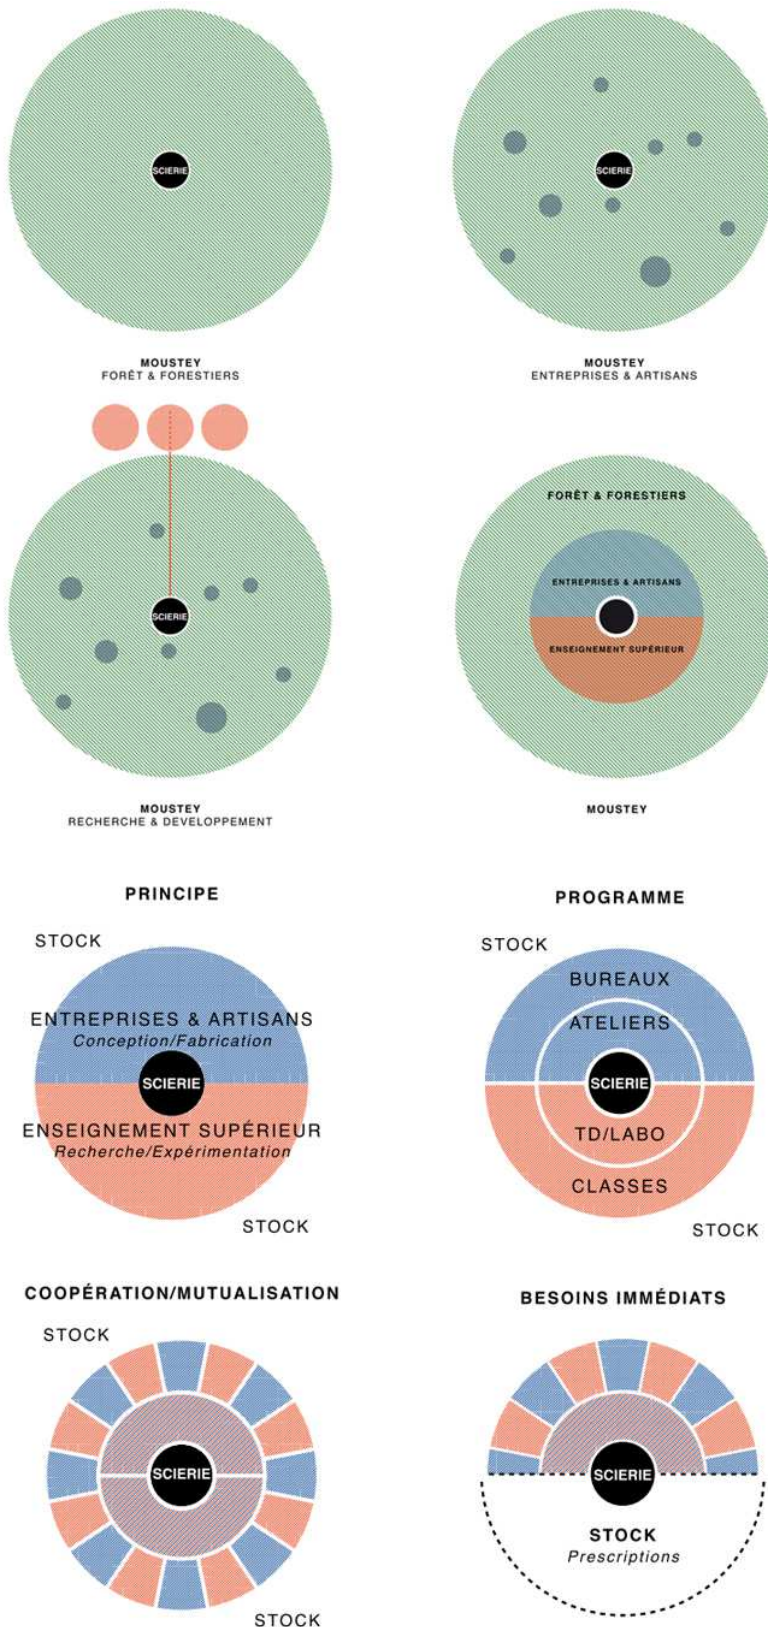 SCIERIE
SCIERIE
MOUSTEY
FORÊT & FORESTIERS
MOUSTEY
ENTREPRISES & ARTISANS
SCIERIE
FORÊT & FORESTIERS
ENTREPRISES & ARTISANS
ENSEIGNEMENT SUPÉRIEUR
MOUSTEY
RECHERCHE & DEVELOPPEMENT
MOUSTEY
PRINCIPE
STOCK
ENTREPRISES & ARTISANS
Conception/Fabrication
SCIERIE
ENSEIGNEMENT SUPÉRIEUR
Recherche/Expérimentation
STOCK
PROGRAMME
STOCK
BUREAUX
ATELIERS
SCIERIE
TD/LABO
CLASSES
STOCK
COOPÉRATION/MUTUALISATION
STOCK
SCIERIE
STOCK
BESOINS IMMÉDIATS
SCIERIE
STOCK
Prescriptions